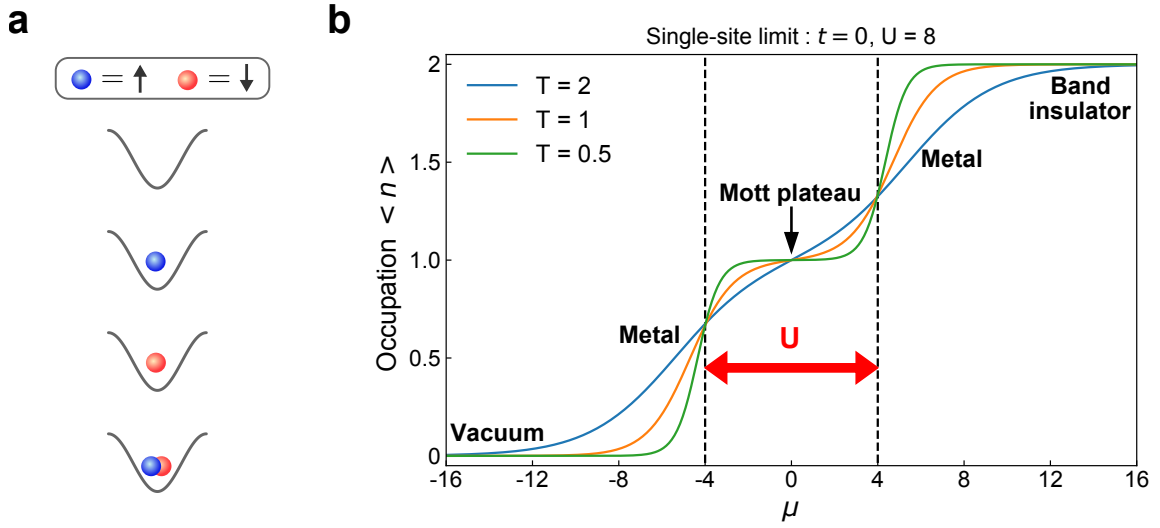 a
= ↑ = ↓
b
Single-site limit : t = 0, U = 8
Occupation < n >
2
1.5
1.0
0.5
0
T = 2
T = 1
T = 0.5
Band
insulator
Metal
Mott plateau
Metal
U
Vacuum
-16 -12 -8 -4 0 4 8 12 16
μ